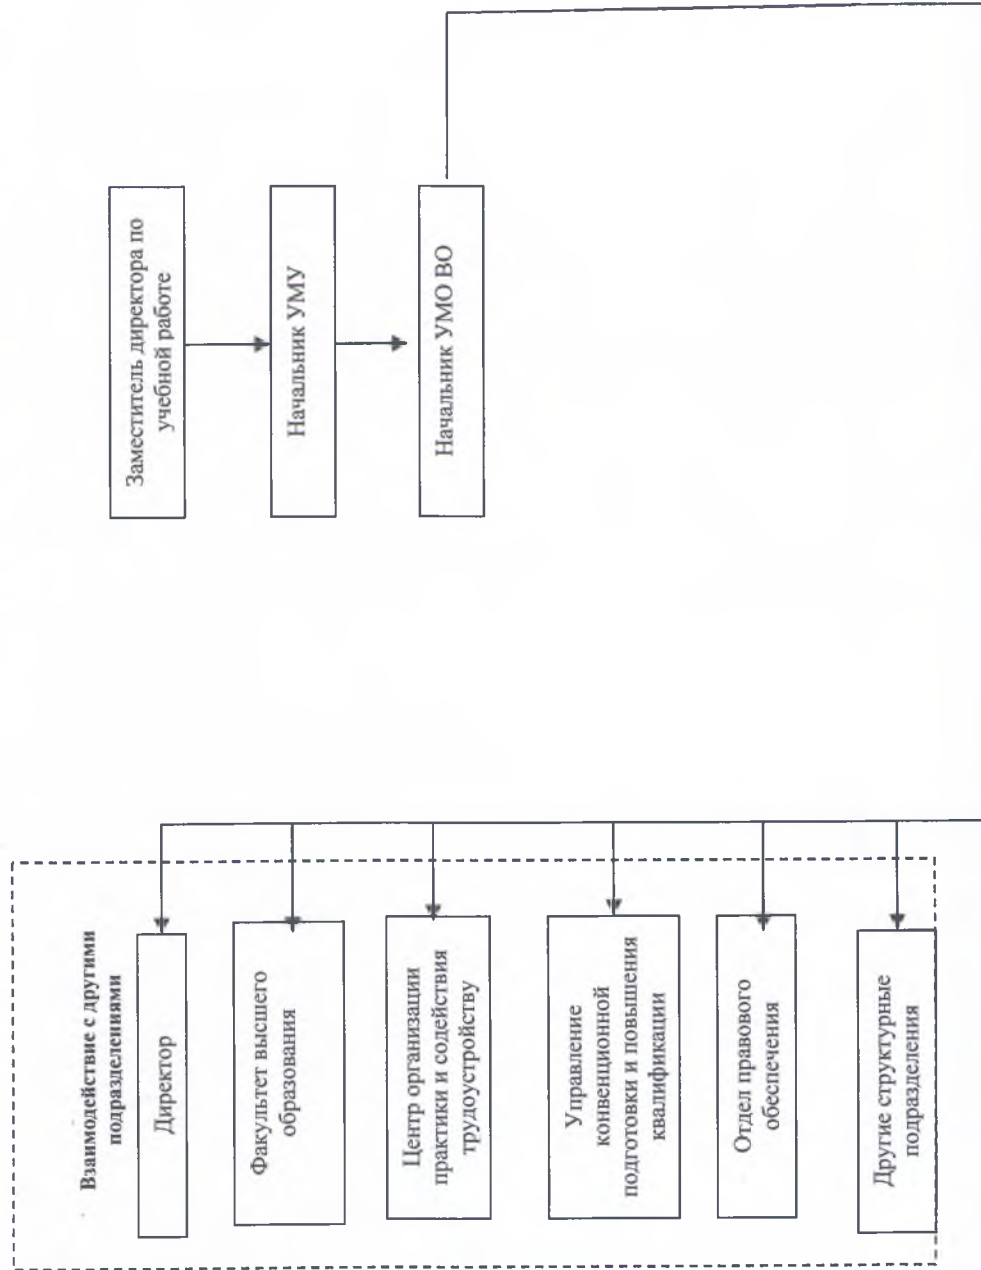 Взаимодействие с другими
подразделениями
Директор
Факультет высшего
образования
Центр организации
практики и содействия
трудоустройству
Управление
конвенционной
подготовки и повышения
квалификации
Отдел правового
обеспечения
Другие структурные
подразделения
Заместитель директора по
учебной работе
Начальник УМУ
Начальник УМО ВО